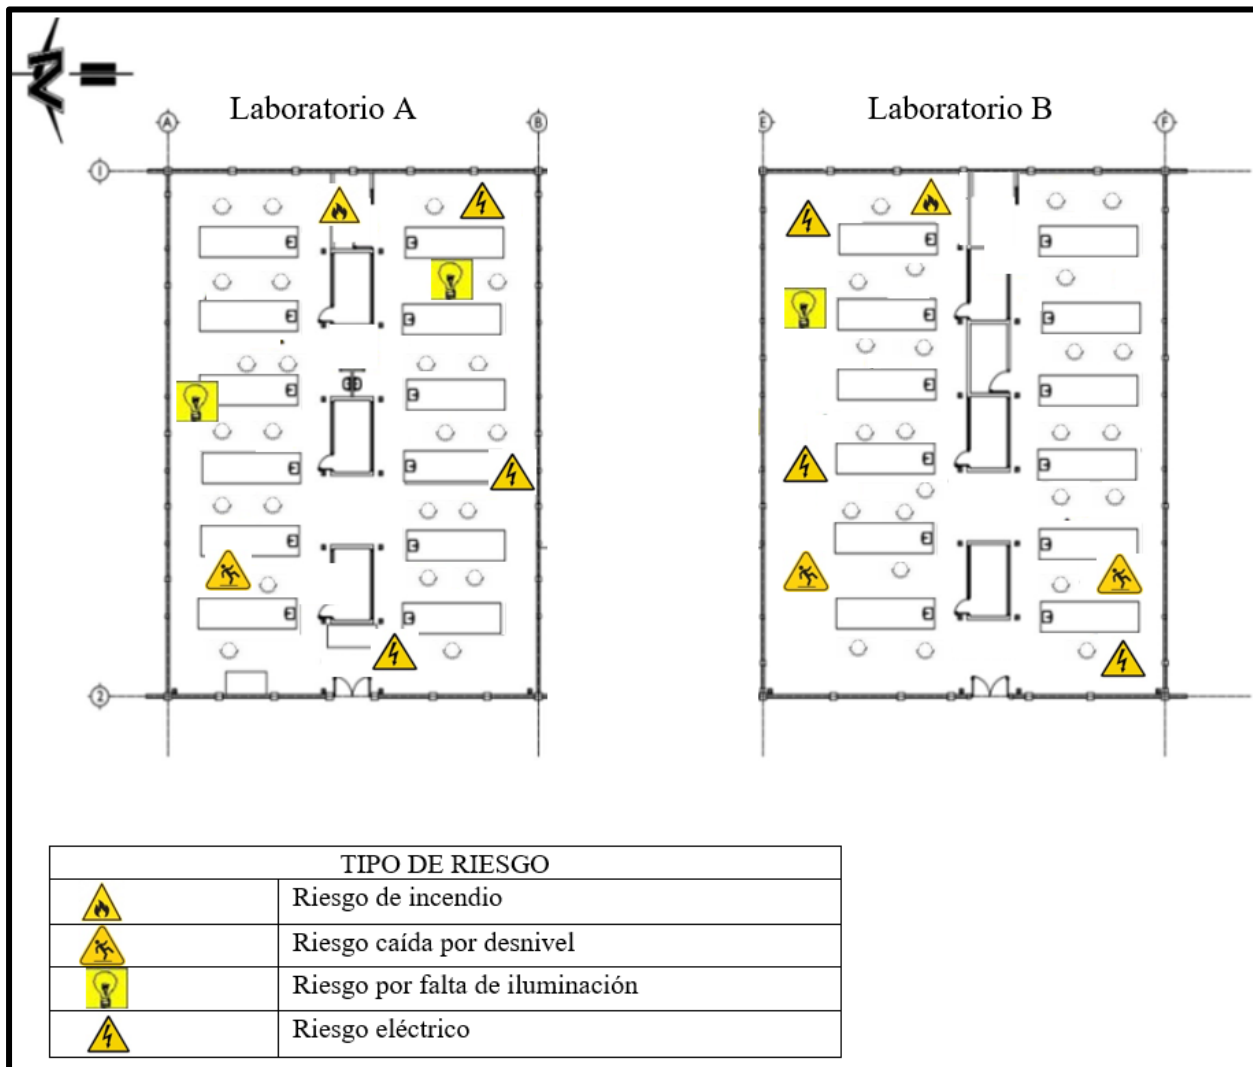 Laboratorio A
Laboratorio B
A
B
E
F
1
2
TIPO DE RIESGO
Riesgo de incendio
Riesgo caída por desnivel
Riesgo por falta de iluminación
Riesgo eléctrico